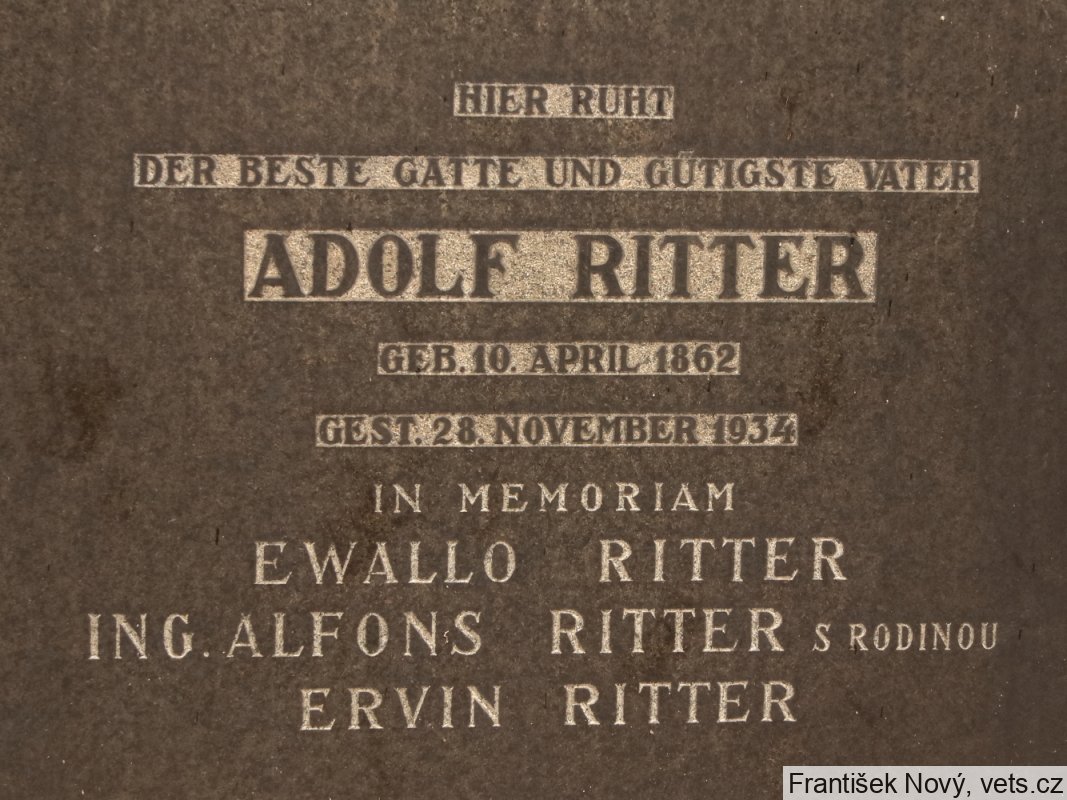 HIER RUHT
DER BESTE GATTE UND GÜTIGSTE VATER
ADOLF RITTER
GEB. 10. APRIL 1862
GEST. 28. NOVEMBER 1934
IN MEMORIAM
EWALLO RITTER
ING. ALFONS RITTER S RODINOU
ERVIN RITTER
František Nový, vets.cz